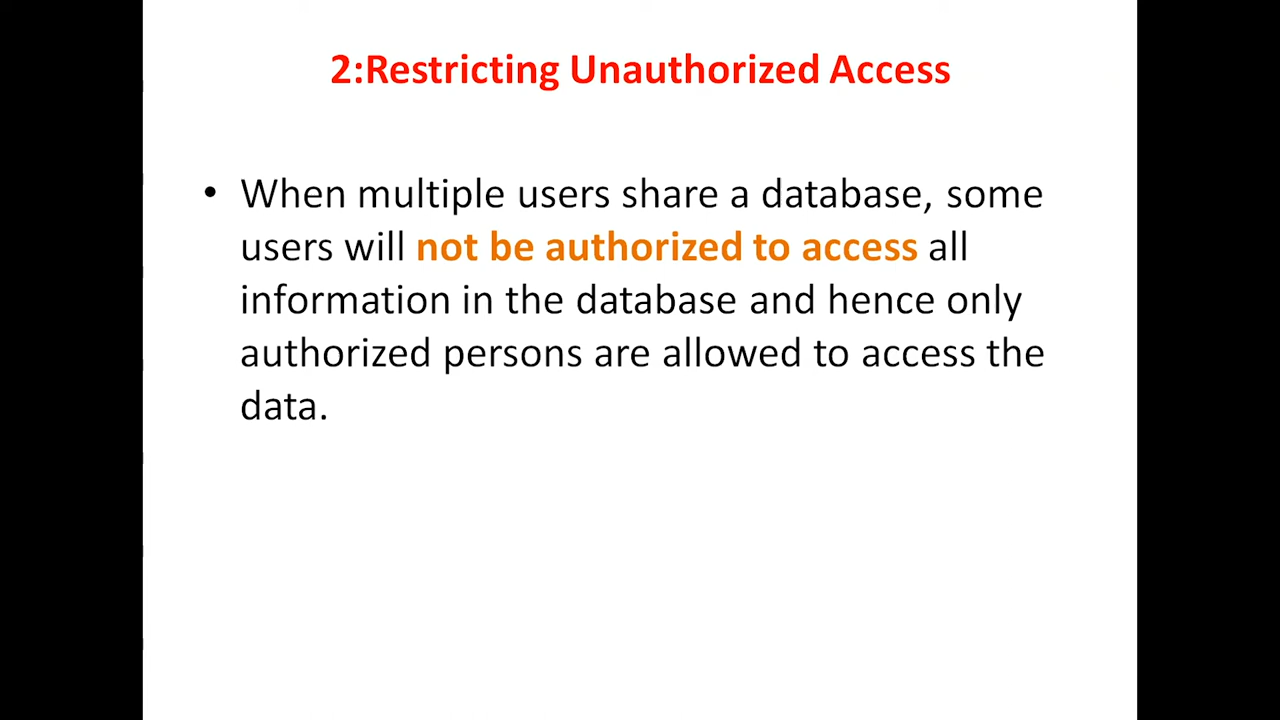 2:Restricting Unauthorized Access
• When multiple users share a database, some
users will not be authorized to access all
information in the database and hence only
authorized persons are allowed to access the
data.